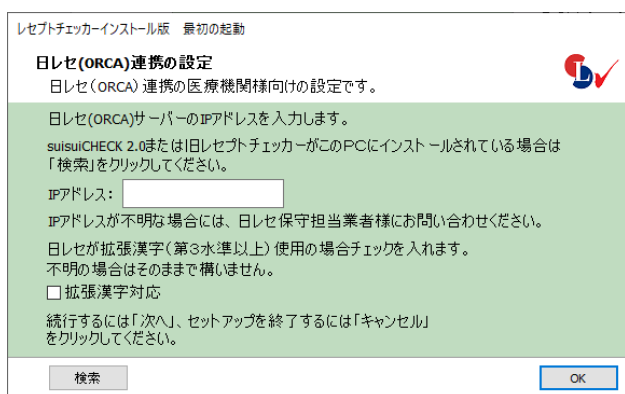 レセプトチェッカーインストール版 最初の起動
日レセ(ORCA)連携の設定
日レセ(ORCA)連携の医療機関様向けの設定です。
日レセ(ORCA)サーバーのIPアドレスを入力します。
suisuiCHECK 2.0または旧レセプトチェッカーがこのPCにインストールされている場合は
「検索」をクリックしてください。
IPアドレス:
IPアドレスが不明な場合には、日レセ保守担当業者様にお問い合わせください。
日レセが拡張漢字(第3水準以上)使用の場合チェックを入れます。
不明の場合はそのままで構いません。
拡張漢字対応
続行するには「次へ」、セットアップを終了するには「キャンセル」
をクリックしてください。
検索
OK